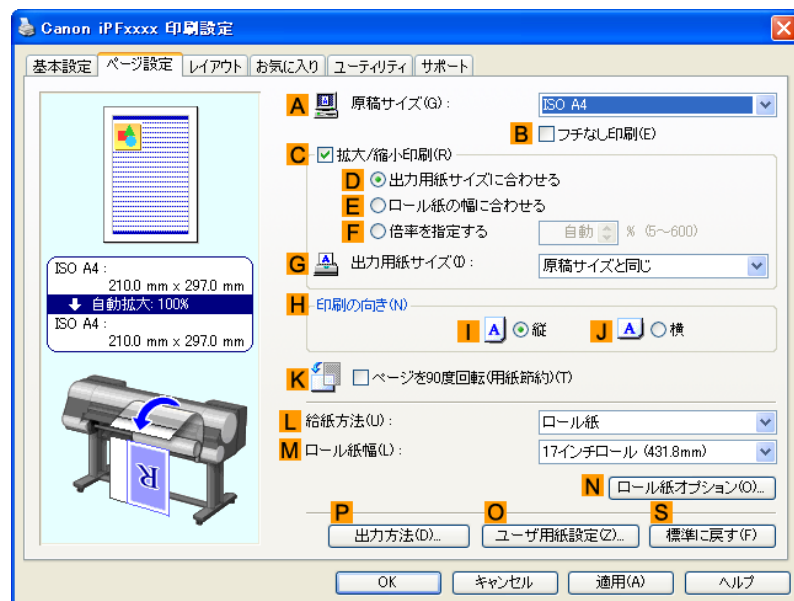 Canon iPFxxxx 印刷設定
基本設定 ページ設定 レイアウト お気に入り ユーティリティ サポート
A 原稿サイズ(G): ISO A4
B フチなし印刷(E)
C 拡大/縮小印刷(R)
D 出力用紙サイズに合わせる
E ロール紙の幅に合わせる
F 倍率を指定する 自動 % (5～600)
G 出力用紙サイズ(I): 原稿サイズと同じ
ISO A4:
210.0 mm x 297.0 mm
自動拡大: 100%
ISO A4:
210.0 mm x 297.0 mm
H 印刷の向き(N)
I A 縦 J A 横
K ページを90度回転(用紙節約)(T)
L 給紙方法(U): ロール紙
M ロール紙幅(L): 17インチロール (431.8mm)
R
N ロール紙オプション(O)...
P O S
出力方法(D)... ユーザ用紙設定(Z)... 標準に戻す(F)
OK キャンセル 適用(A) ヘルプ